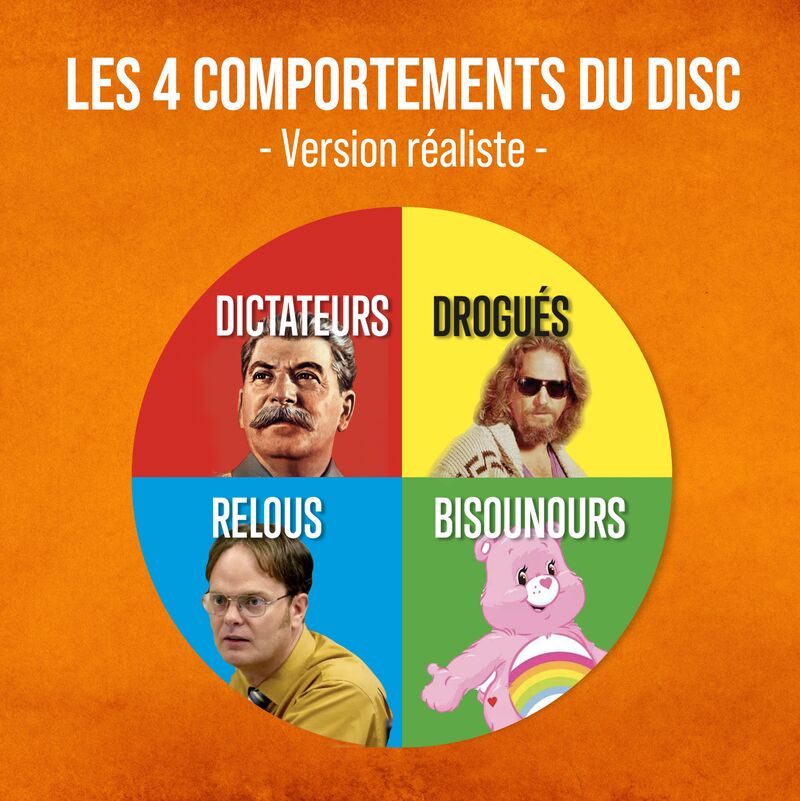 LES 4 COMPORTEMENTS DU DISC
- Version réaliste -
DICTATEURS
DROGUÉS
RELOUS
BISOUNOURS